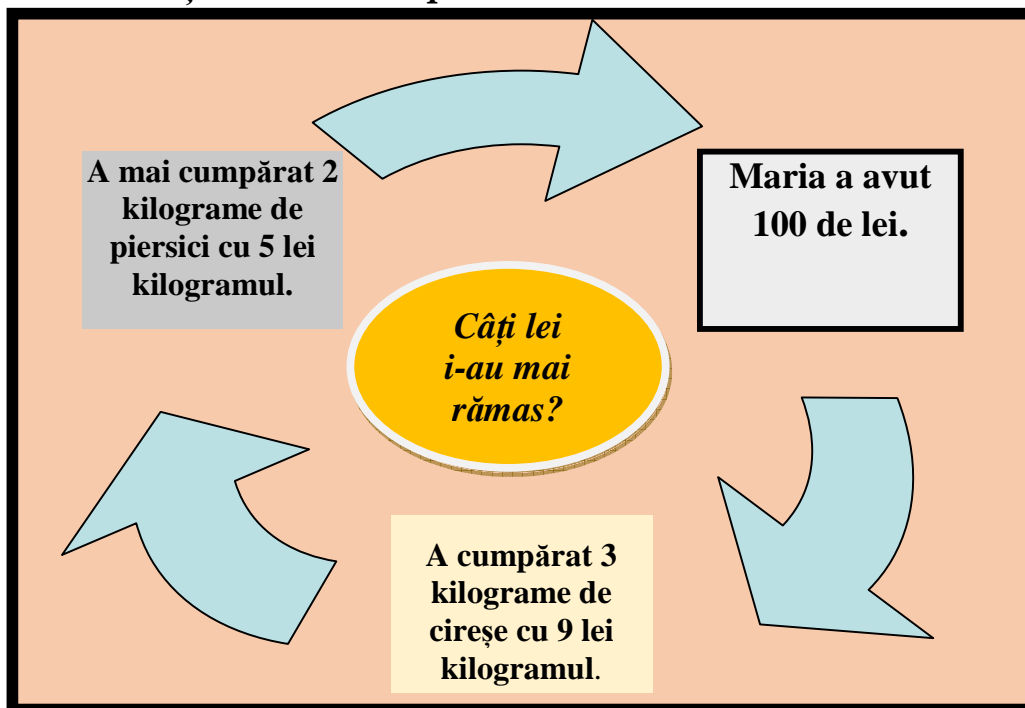 A mai cumpărat 2
kilograme de
piersici cu 5 lei
kilogramul.
Maria a avut
100 de lei.
Câți lei
i-au mai
rămas?
A cumpărat 3
kilograme de
cireșe cu 9 lei
kilogramul.